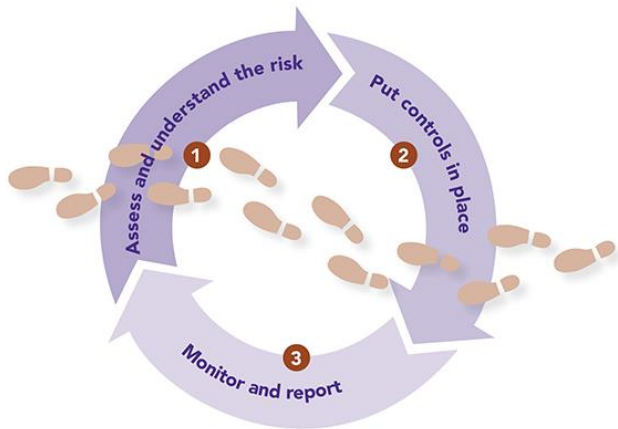 1
Assess and understand the risk
2
Put controls in place
3
Monitor and report